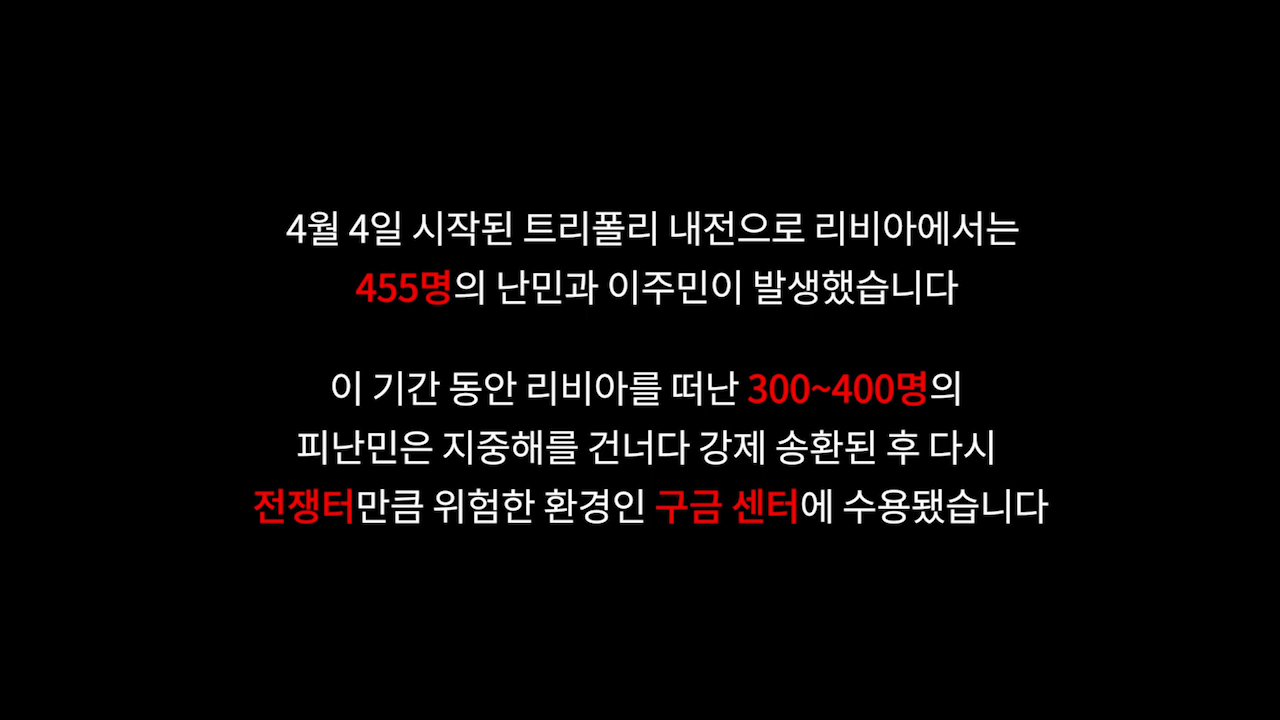 4월 4일 시작된 트리폴리 내전으로 리비아에서는
455명의 난민과 이주민이 발생했습니다
이 기간 동안 리비아를 떠난 300~400명의
피난민은 지중해를 건너다 강제 송환된 후 다시
전쟁터만큼 위험한 환경인 구금 센터에 수용됐습니다